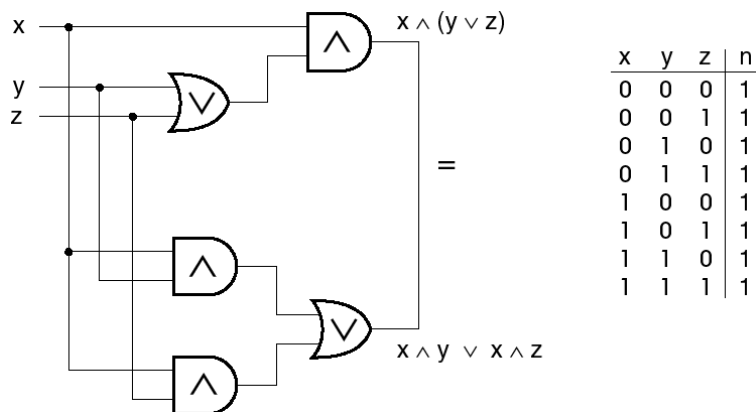 x
y
z
∧
x ∧ (y ∨ z)
∨
=
∧
∨
x ∧ y ∨ x ∧ z
∧
x y z n
0 0 0 1
0 0 1 1
0 1 0 1
0 1 1 1
1 0 0 1
1 0 1 1
1 1 0 1
1 1 1 1